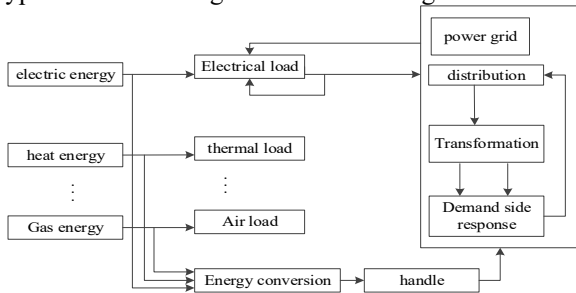 power grid
Electrical load
electric energy
distribution
thermal load
Transformation
heat energy
Air load
Demand side
response
Gas energy
Energy conversion
handle